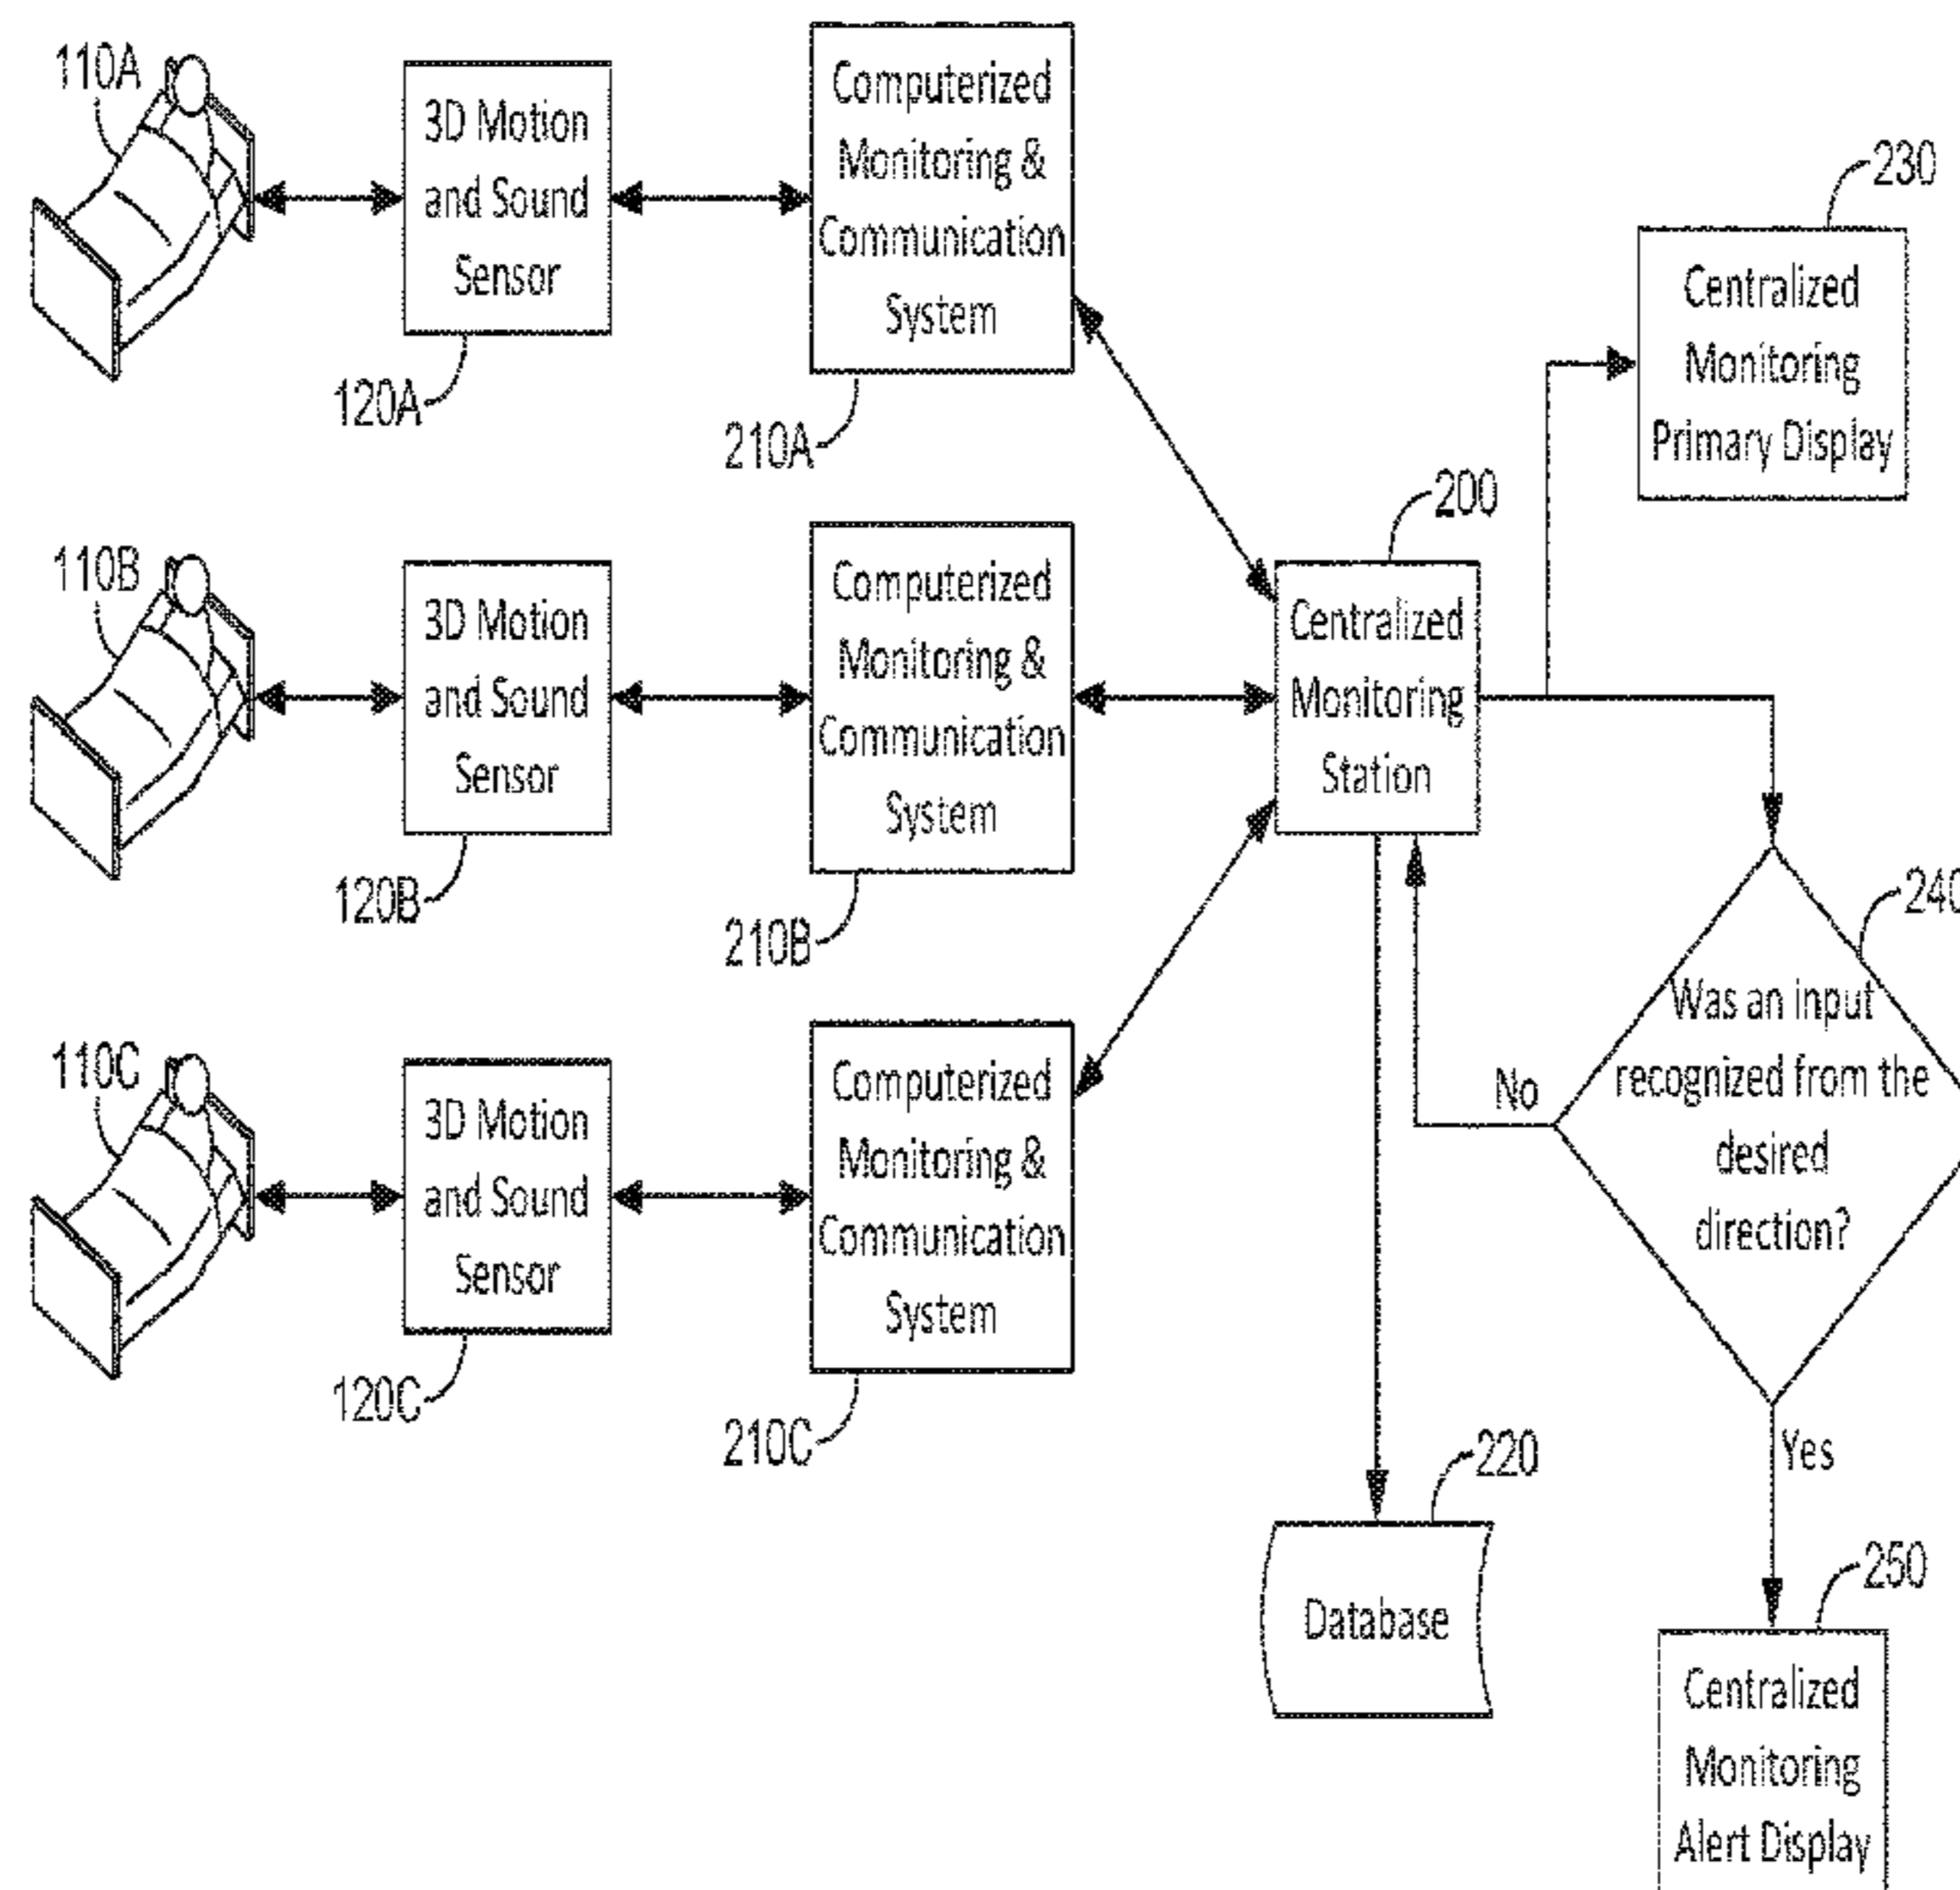 110A
3D Motion
and Sound
Sensor
120A
Computerized
Monitoring &
Communication
System
210A
110B
3D Motion
and Sound
Sensor
120B
Computerized
Monitoring &
Communication
System
210B
110C
3D Motion
and Sound
Sensor
120C
Computerized
Monitoring &
Communication
System
210C
200
Centralized
Monitoring
Station
230
Centralized
Monitoring
Primary Display
240
Was an input
recognized from the
desired
direction?
No
Yes
220
Database
250
Centralized
Monitoring
Alert Display